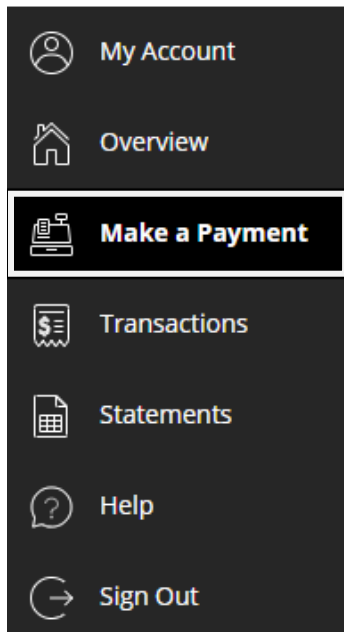 My Account
Overview
Make a Payment
$
Transactions
Statements
?
Help
Sign Out